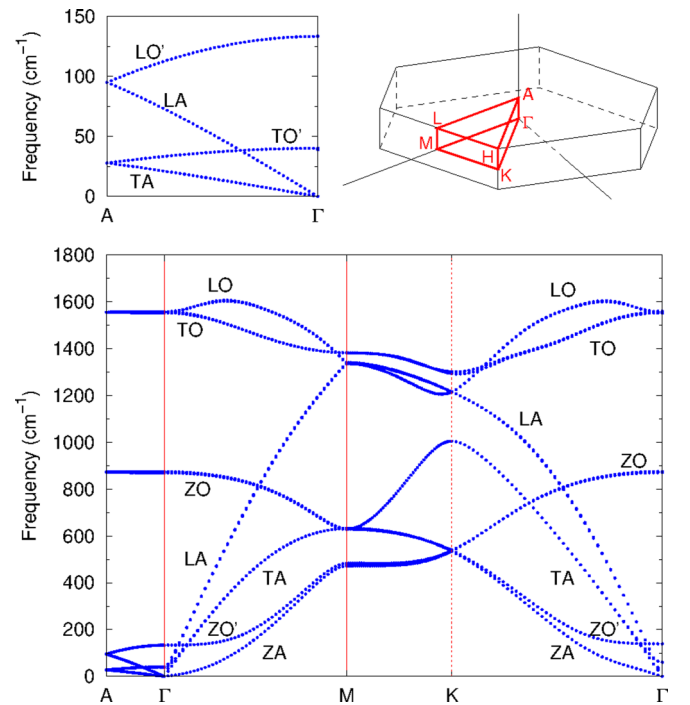 Frequency (cm⁻¹)
150
100
50
0
LO'
LA
TO'
TA
A Γ
A
Γ
L
M
H
K
Frequency (cm⁻¹)
1800
1600
1400
1200
1000
800
600
400
200
0
LO LO
TO TO
LA
ZO ZO
LA TA TA
ZO' ZO'
ZA ZA
A Γ M K Γ